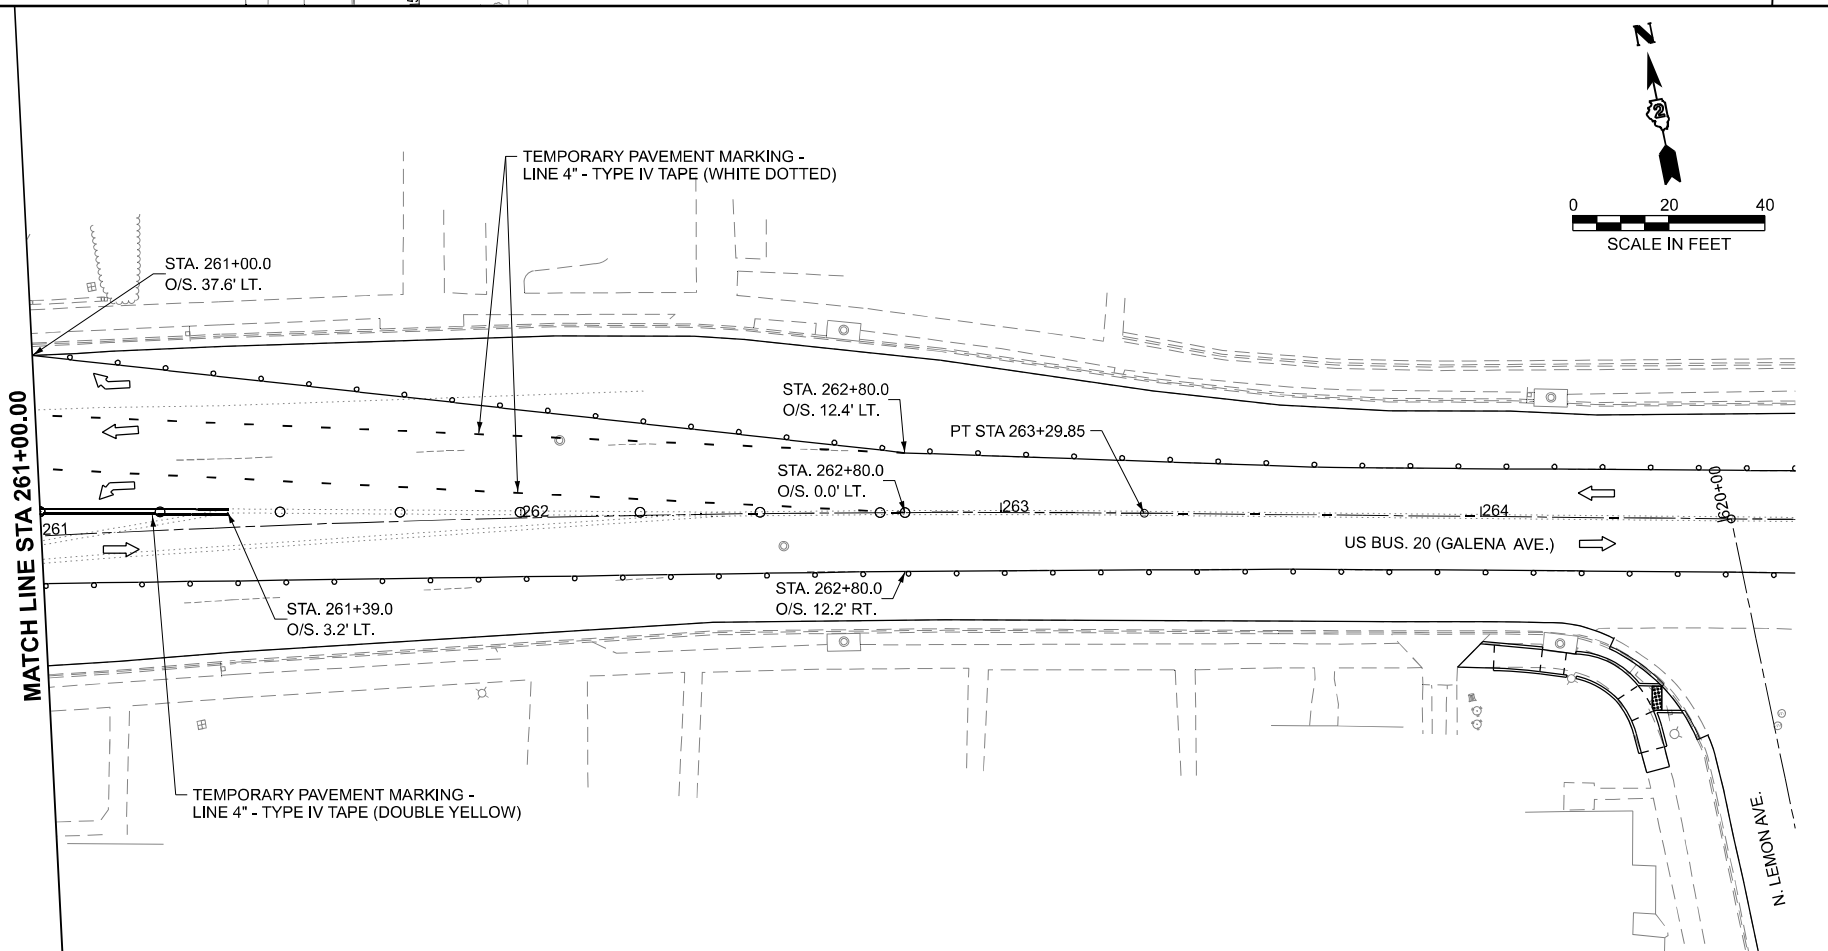 N
2
0 20 40
SCALE IN FEET
TEMPORARY PAVEMENT MARKING -
LINE 4" - TYPE IV TAPE (WHITE DOTTED)
STA. 261+00.0
O/S. 37.6' LT.
STA. 262+80.0
O/S. 12.4' LT.
PT STA 263+29.85
STA. 262+80.0
O/S. 0.0' LT.
MATCH LINE STA 261+00.00
261
262
263
264
620+00
US BUS. 20 (GALENA AVE.)
STA. 262+80.0
O/S. 12.2' RT.
STA. 261+39.0
O/S. 3.2' LT.
TEMPORARY PAVEMENT MARKING -
LINE 4" - TYPE IV TAPE (DOUBLE YELLOW)
N. LEMON AVE.